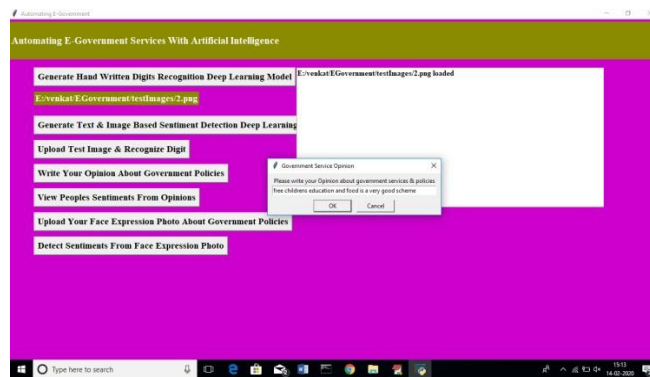 Automating E-Government
Automating E-Government Services With Artificial Intelligence
Generate Hand Written Digits Recognition Deep Learning Model
E:/venkat/EGovernment/testImages/2.png loaded
E:/venkat/EGovernment/testImages/2.png
Generate Text & Image Based Sentiment Detection Deep Learning
Upload Test Image & Recognize Digit
Write Your Opinion About Government Policies
View Peoples Sentiments From Opinions
Upload Your Face Expression Photo About Government Policies
Detect Sentiments From Face Expression Photo
Government Service Opinion
Please write your Opinion about government services & policies
free childrens education and food is a very good scheme
OK
Cancel
Type here to search
15:13
14-02-2020